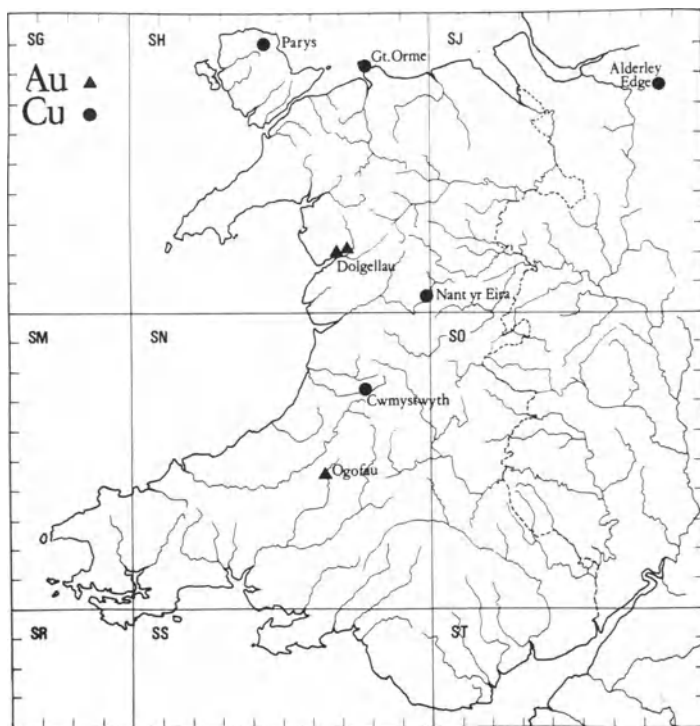 SG
SH
SJ
Parys
Gt. Orme
Alderley
Edge
Au ▲
Cu ●
Dolgellau
Nant yr Eira
SM
SN
SO
Cwmystwyth
Ogofau
SR
SS
ST